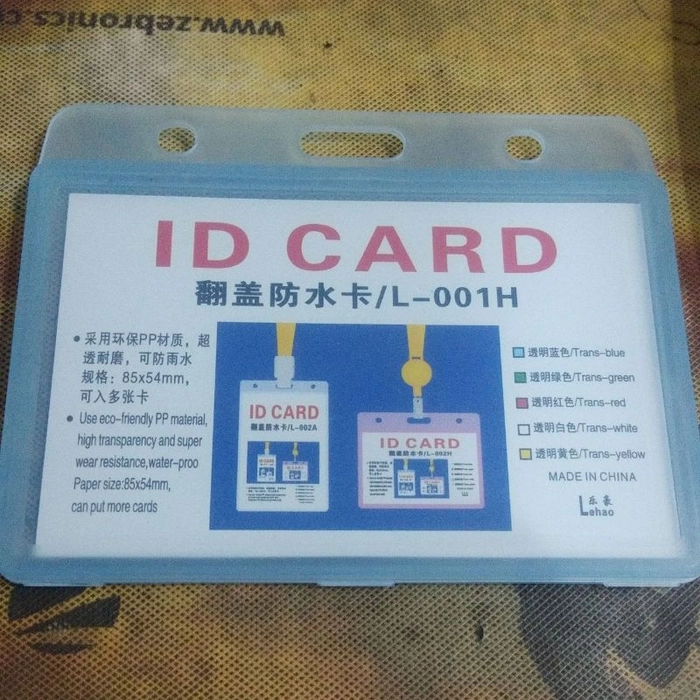 www.zebronics.c
ID CARD
翻盖防水卡/L-001H
● 采用环保PP材质，超
透耐磨，可防雨水
规格：85x54mm，
可入多张卡
● Use eco-friendly PP material,
high transparency and super
wear resistance,water-proo
Paper size:85x54mm,
can put more cards
ID CARD
翻盖防水卡/L-002A
ID CARD
翻盖防水卡/L-002H
透明蓝色/Trans-blue
透明绿色/Trans-green
透明红色/Trans-red
透明白色/Trans-white
透明黄色/Trans-yellow
MADE IN CHINA
乐豪
Lehao